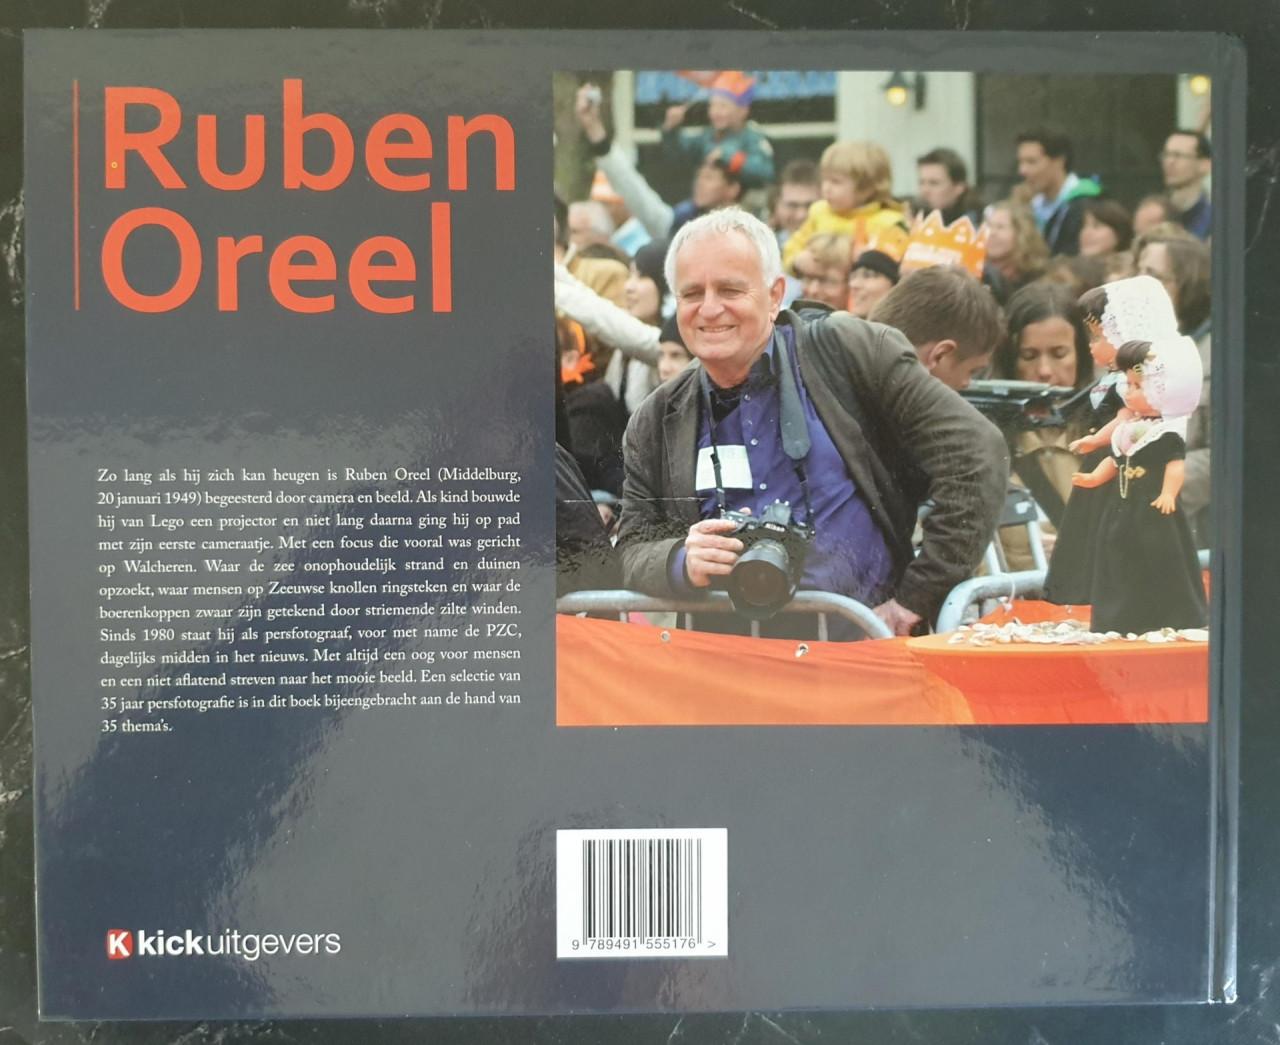 Ruben
Oreel
Zo lang als hij zich kan heugen is Ruben Oreel (Middelburg,
20 januari 1949) begeesterd door camera en beeld. Als kind bouwde
hij van Lego een projector en niet lang daarna ging hij op pad
met zijn eerste cameraatje. Met een focus die vooral was gericht
op Walcheren. Waar de zee onophoudelijk strand en duinen
opzoekt, waar mensen op Zeeuwse knollen ringsteken en waar de
boerenkoppen zwaar zijn getekend door striemende zilte winden.
Sinds 1980 staat hij als persfotograaf, voor met name de PZC,
dagelijks midden in het nieuws. Met altijd een oog voor mensen
en een niet aflatend streven naar het mooie beeld. Een selectie van
35 jaar persfotografie is in dit boek bijeengebracht aan de hand van
35 thema's.
K kickuitgevers
9 789491 555176 >